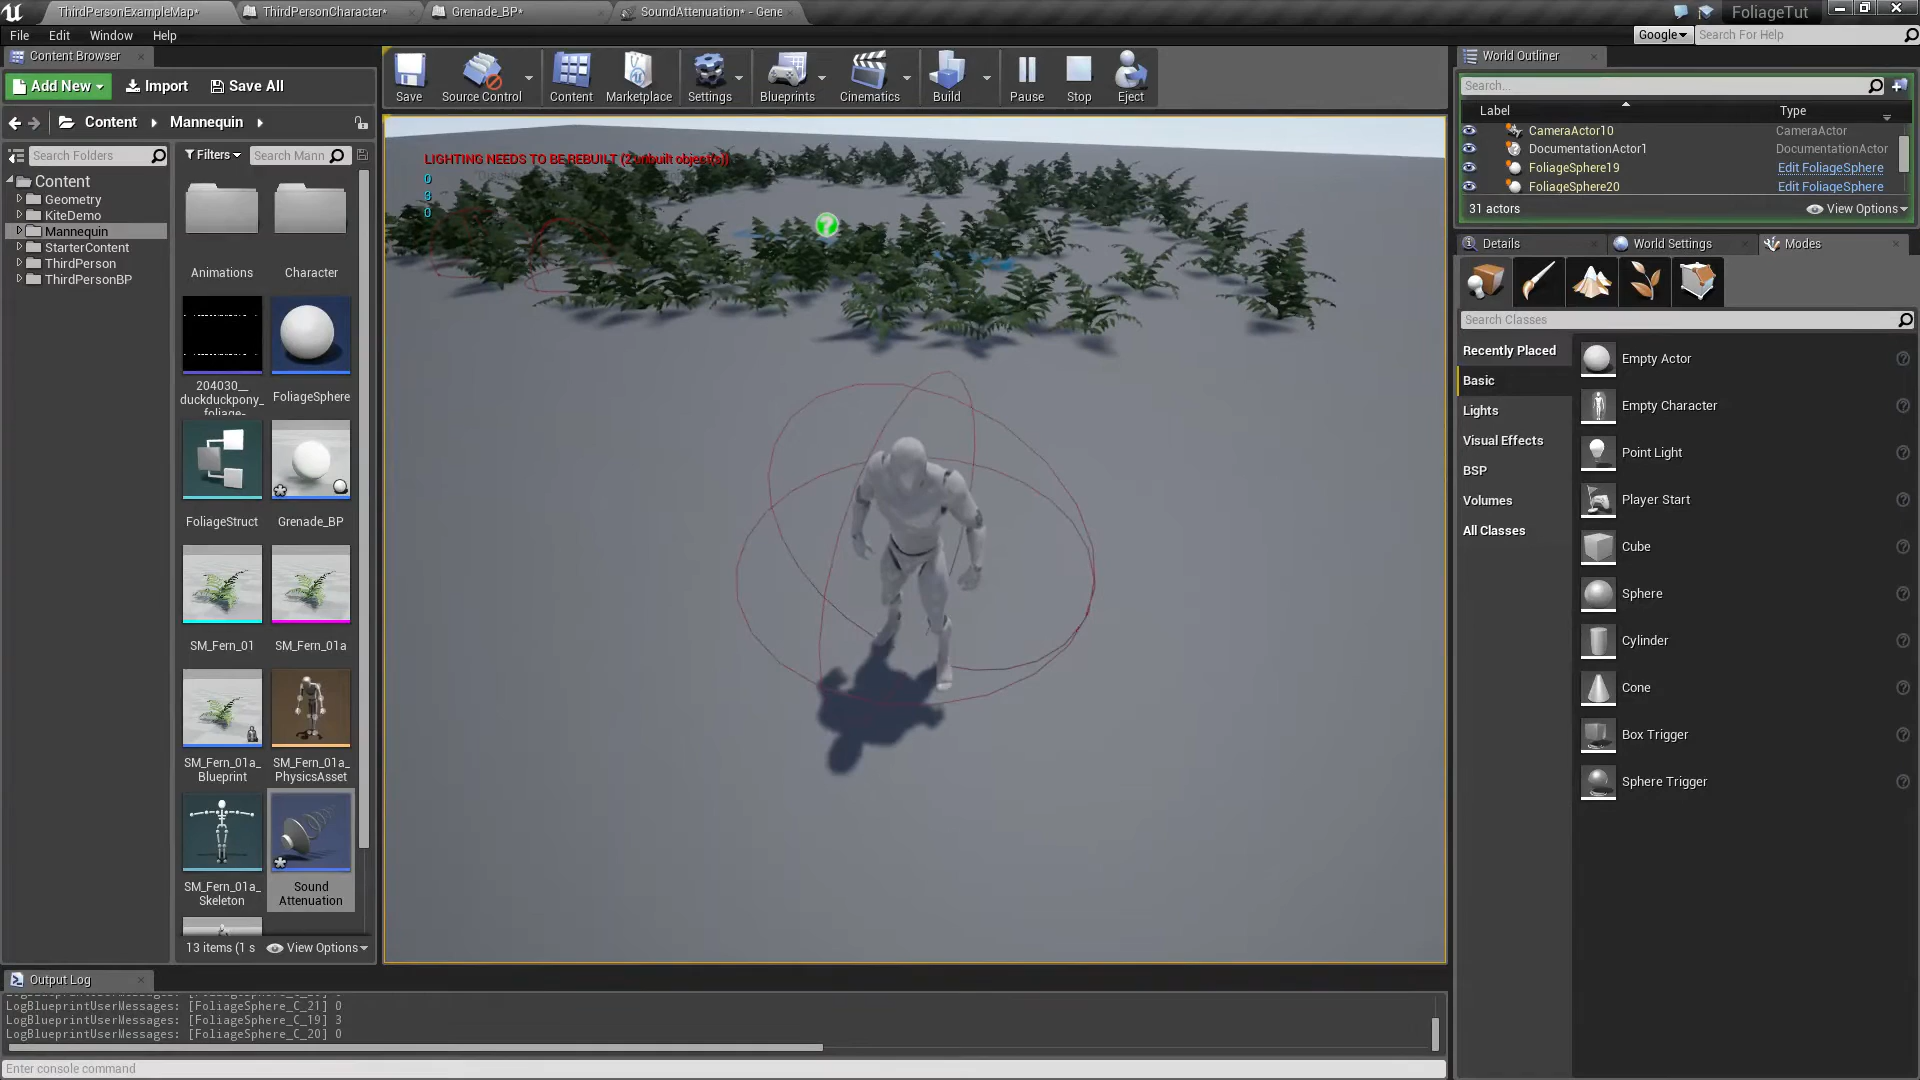 ThirdPersonExampleMap*
ThirdPersonCharacter*
Grenade_BP*
SoundAttenuation* - Gene
FoliageTut
File
Edit
Window
Help
Google
Search For Help
Content Browser
Add New
Import
Save All
Content
Mannequin
Search Folders
Filters
Search Mann
Content
Geometry
KiteDemo
Mannequin
StarterContent
ThirdPerson
ThirdPersonBP
Animations
Character
204030__
duckduckpony_
foliage-
FoliageSphere
FoliageStruct
Grenade_BP
SM_Fern_01
SM_Fern_01a
SM_Fern_01a_
Blueprint
SM_Fern_01a_
PhysicsAsset
SM_Fern_01a_
Skeleton
Sound
Attenuation
13 items (1 s
View Options
Save
Source Control
Content
Marketplace
Settings
Blueprints
Cinematics
Build
Pause
Stop
Eject
LIGHTING NEEDS TO BE REBUILT (2 unbuilt object(s))
0
3
0
World Outliner
Search...
Label
Type
CameraActor10
CameraActor
DocumentationActor1
DocumentationActor
FoliageSphere19
Edit FoliageSphere
FoliageSphere20
Edit FoliageSphere
31 actors
View Options
Details
World Settings
Modes
Search Classes
Recently Placed
Basic
Lights
Visual Effects
BSP
Volumes
All Classes
Empty Actor
Empty Character
Point Light
Player Start
Cube
Sphere
Cylinder
Cone
Box Trigger
Sphere Trigger
Output Log
LogBlueprintUserMessages: [FoliageSphere_C_21] 0
LogBlueprintUserMessages: [FoliageSphere_C_19] 3
LogBlueprintUserMessages: [FoliageSphere_C_20] 0
Enter console command